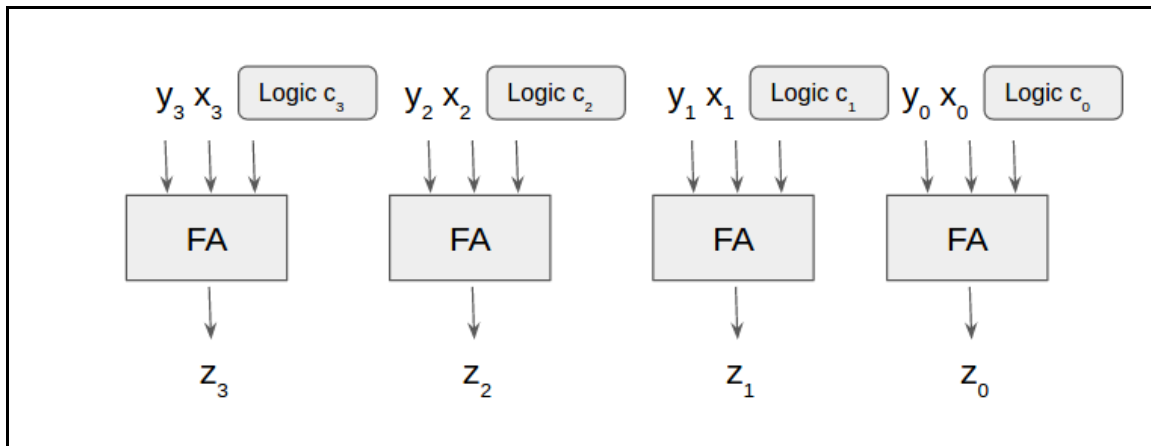 y₃ x₃ Logic c₃ y₂ x₂ Logic c₂ y₁ x₁ Logic c₁ y₀ x₀ Logic c₀
FA FA FA FA
z₃ z₂ z₁ z₀